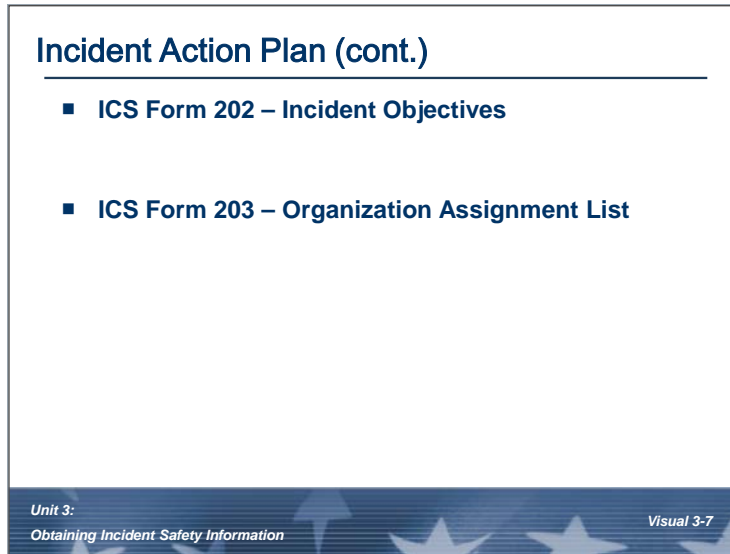 Incident Action Plan (cont.)
■ ICS Form 202 – Incident Objectives
■ ICS Form 203 – Organization Assignment List
Unit 3:
Obtaining Incident Safety Information
Visual 3-7